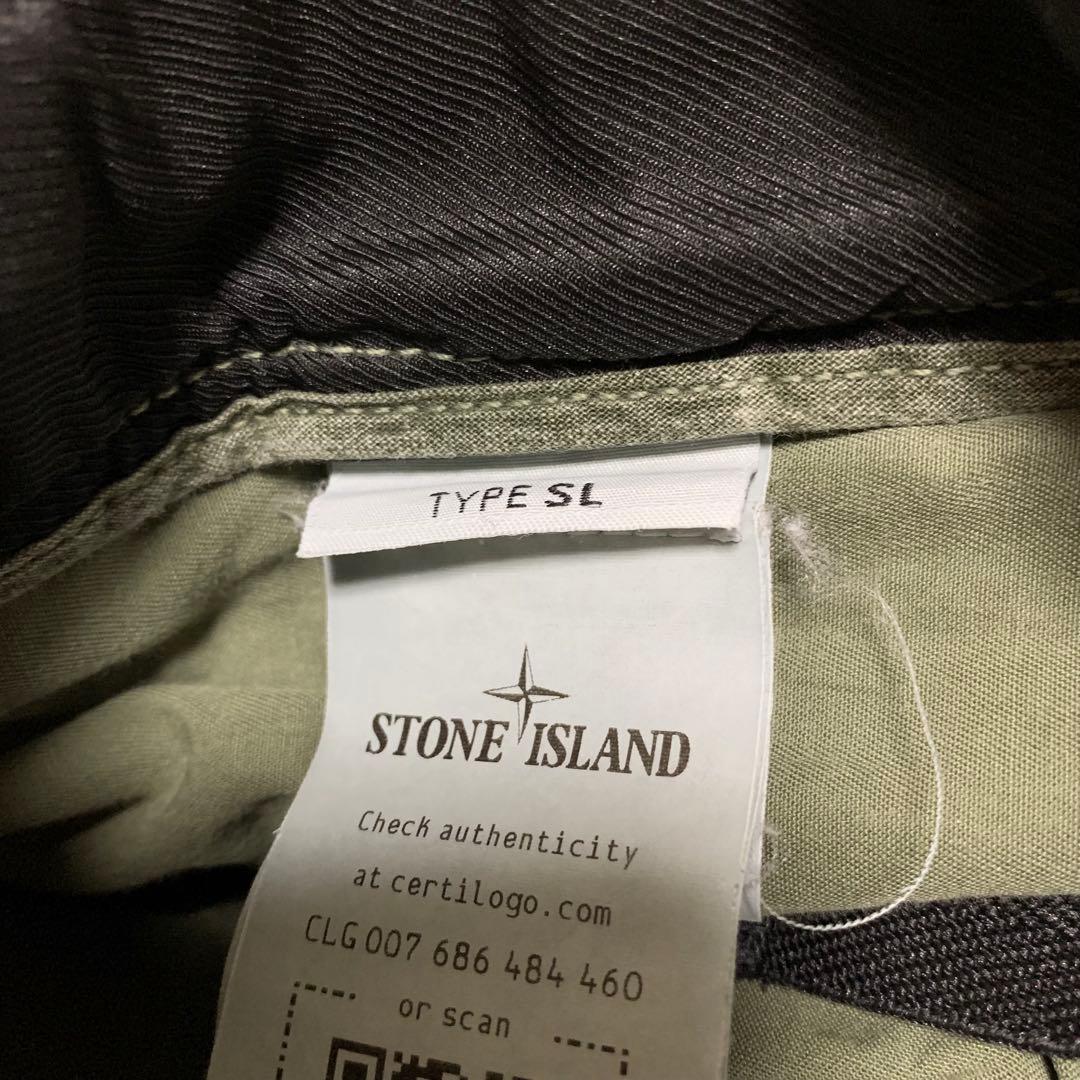 TYPE SL
STONE ISLAND
Check authenticity
at certilogo.com
CLG 007 686 484 460
or scan